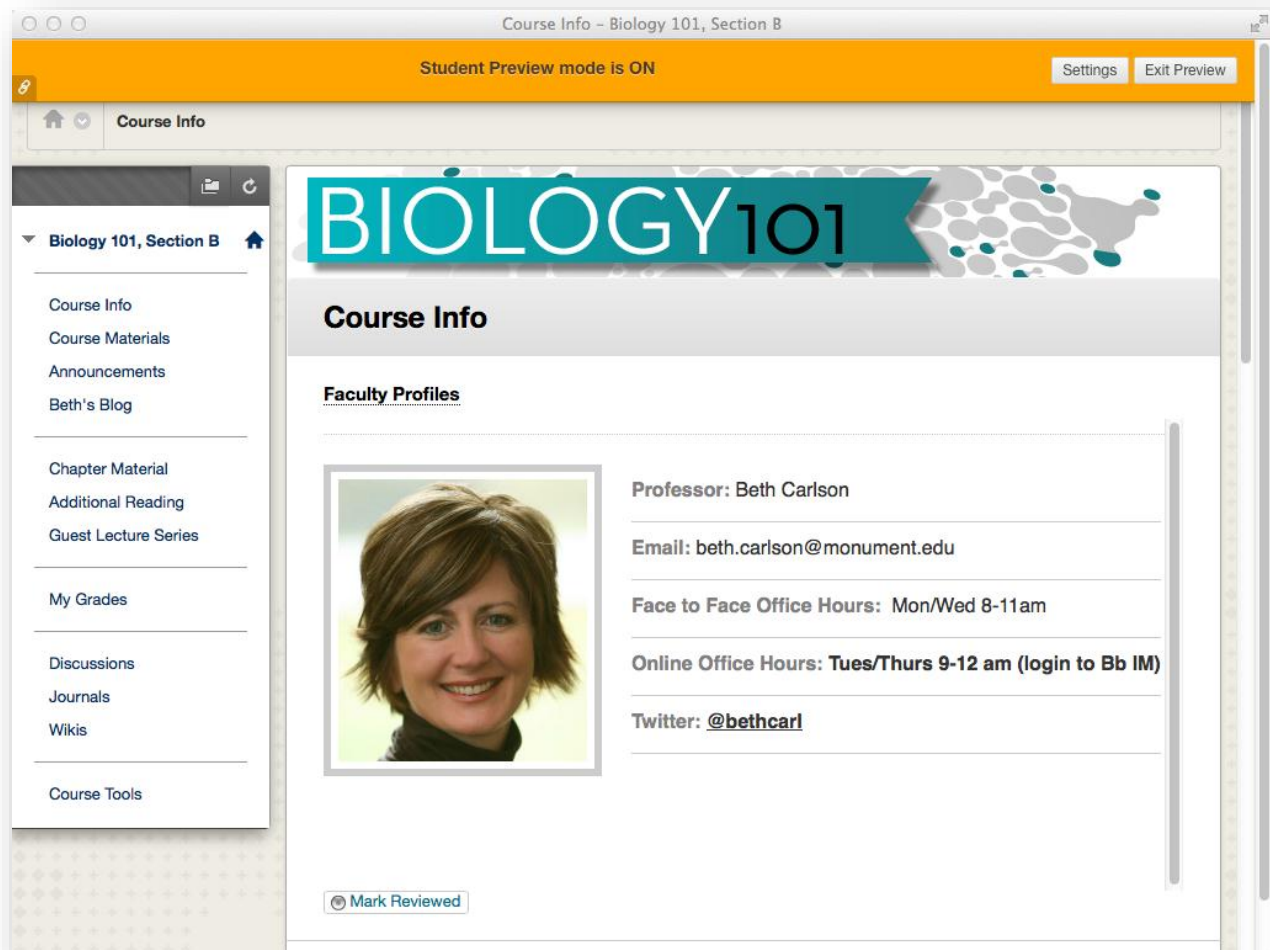 Course Info – Biology 101, Section B
Student Preview mode is ON
Settings
Exit Preview
Course Info
Biology 101, Section B
Course Info
Course Materials
Announcements
Beth's Blog
Chapter Material
Additional Reading
Guest Lecture Series
My Grades
Discussions
Journals
Wikis
Course Tools
BIOLOGY101
Course Info
Faculty Profiles
Professor: Beth Carlson
Email: beth.carlson@monument.edu
Face to Face Office Hours: Mon/Wed 8-11am
Online Office Hours: Tues/Thurs 9-12 am (login to Bb IM)
Twitter: @bethcarl
Mark Reviewed